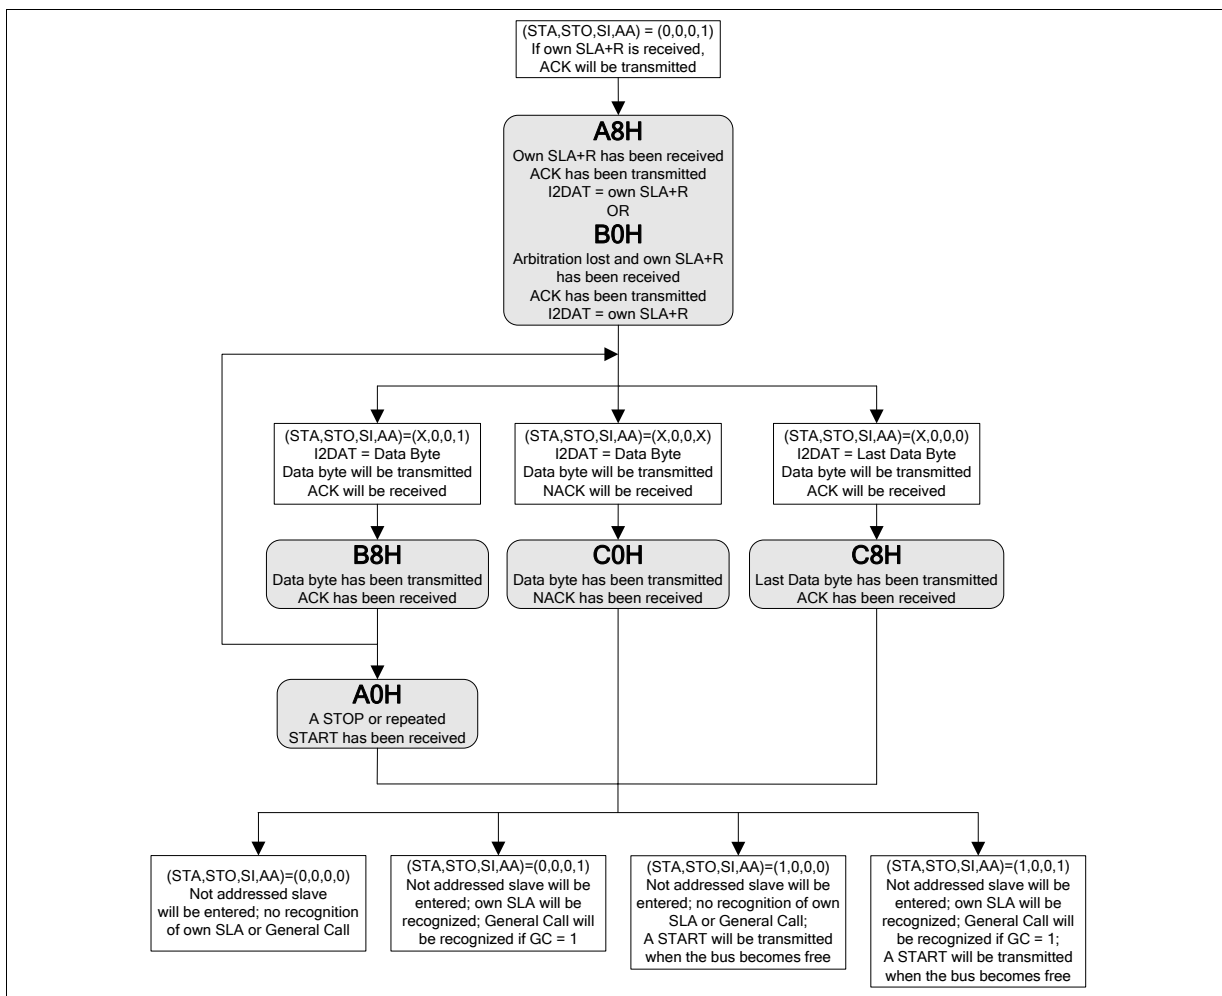 (STA,STO,SI,AA) = (0,0,0,1)
If own SLA+R is received,
ACK will be transmitted
A8H
Own SLA+R has been received
ACK has been transmitted
I2DAT = own SLA+R
OR
B0H
Arbitration lost and own SLA+R
has been received
ACK has been transmitted
I2DAT = own SLA+R
(STA,STO,SI,AA)=(X,0,0,1)
I2DAT = Data Byte
Data byte will be transmitted
ACK will be received
(STA,STO,SI,AA)=(X,0,0,X)
I2DAT = Data Byte
Data byte will be transmitted
NACK will be received
(STA,STO,SI,AA)=(X,0,0,0)
I2DAT = Last Data Byte
Data byte will be transmitted
ACK will be received
B8H
Data byte has been transmitted
ACK has been received
C0H
Data byte has been transmitted
NACK has been received
C8H
Last Data byte has been transmitted
ACK has been received
A0H
A STOP or repeated
START has been received
(STA,STO,SI,AA)=(0,0,0,0)
Not addressed slave
will be entered; no recognition
of own SLA or General Call
(STA,STO,SI,AA)=(0,0,0,1)
Not addressed slave will be
entered; own SLA will be
recognized; General Call will
be recognized if GC = 1
(STA,STO,SI,AA)=(1,0,0,0)
Not addressed slave will be
entered; no recognition of own
SLA or General Call;
A START will be transmitted
when the bus becomes free
(STA,STO,SI,AA)=(1,0,0,1)
Not addressed slave will be
entered; own SLA will be
recognized; General Call will
be recognized if GC = 1;
A START will be transmitted
when the bus becomes free